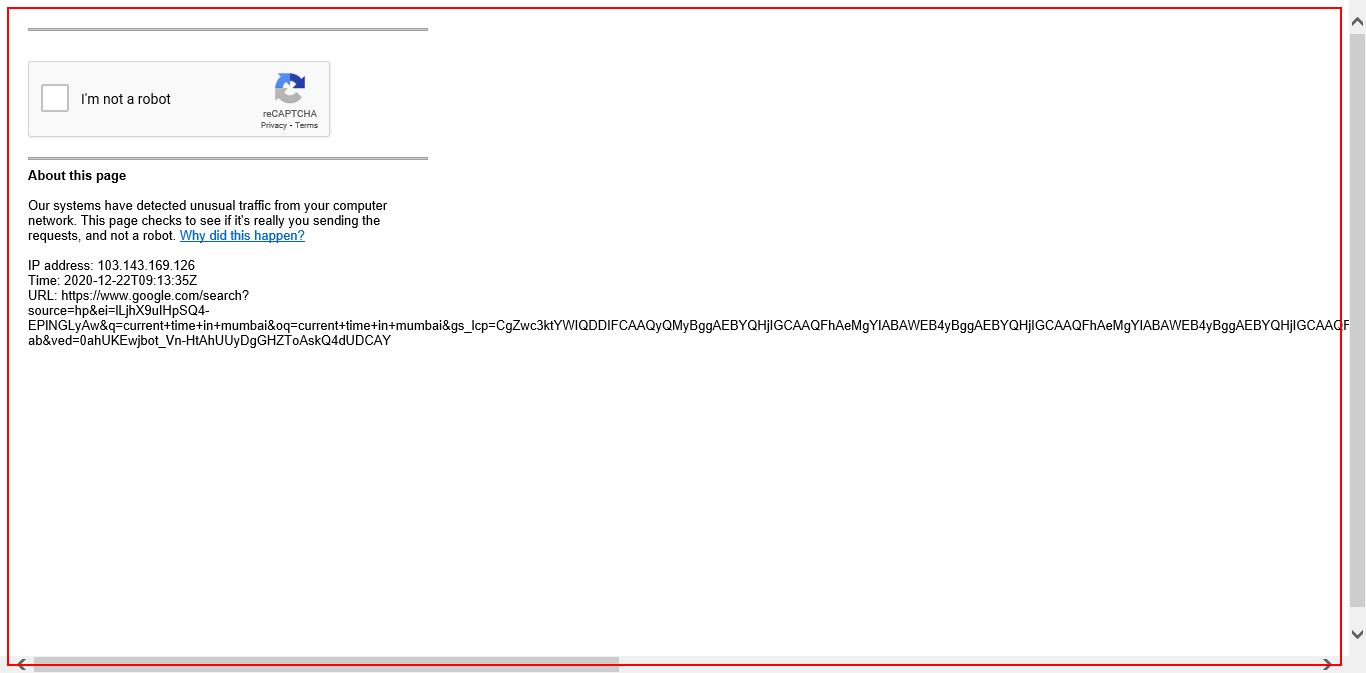 I'm not a robot
reCAPTCHA
Privacy - Terms
About this page
Our systems have detected unusual traffic from your computer
network. This page checks to see if it's really you sending the
requests, and not a robot. Why did this happen?
IP address: 103.143.169.126
Time: 2020-12-22T09:13:35Z
URL: https://www.google.com/search?
source=hp&ei=lLjhX9uIHpSQ4-
EPlNGLyAw&q=current+time+in+mumbai&oq=current+time+in+mumbai&gs_lcp=CgZwc3ktYWIQDDIFCAAQyQMyBggAEBYQHjIGCAAQFhAeMgYIABAWEB4yBggAEBYQHjIGCAAQFhAeMgYIABAWEB4yBggAEBYQHjIGCAAQF
ab&ved=0ahUKEwjbot_Vn-HtAhUUyDgGHZToAskQ4dUDCAY